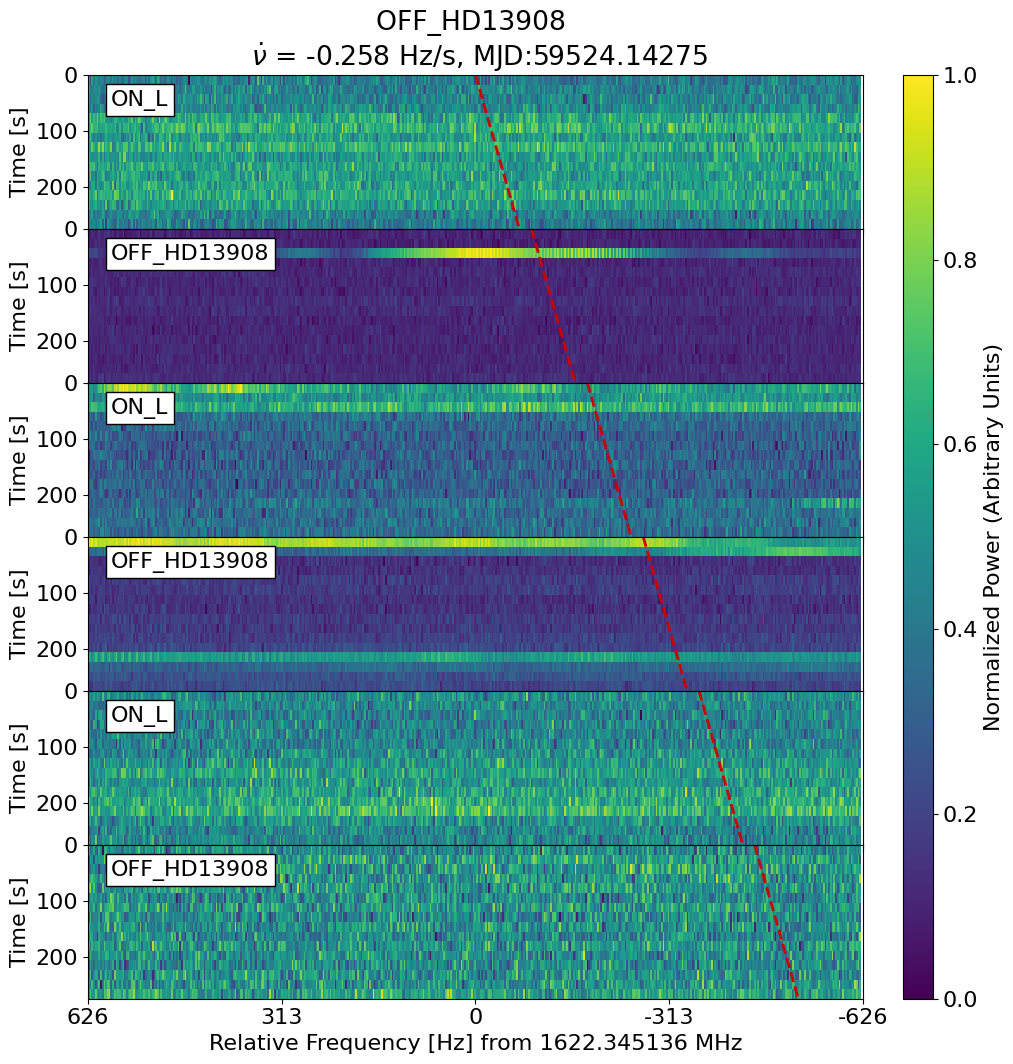 OFF_HD13908
ν̇ = -0.258 Hz/s, MJD:59524.14275
0
100
200
Time [s]
ON_L
0
100
200
Time [s]
OFF_HD13908
0
100
200
Time [s]
ON_L
0
100
200
Time [s]
OFF_HD13908
0
100
200
Time [s]
ON_L
0
100
200
Time [s]
OFF_HD13908
626 313 0 -313 -626
Relative Frequency [Hz] from 1622.345136 MHz
1.0
0.8
0.6
0.4
0.2
0.0
Normalized Power (Arbitrary Units)